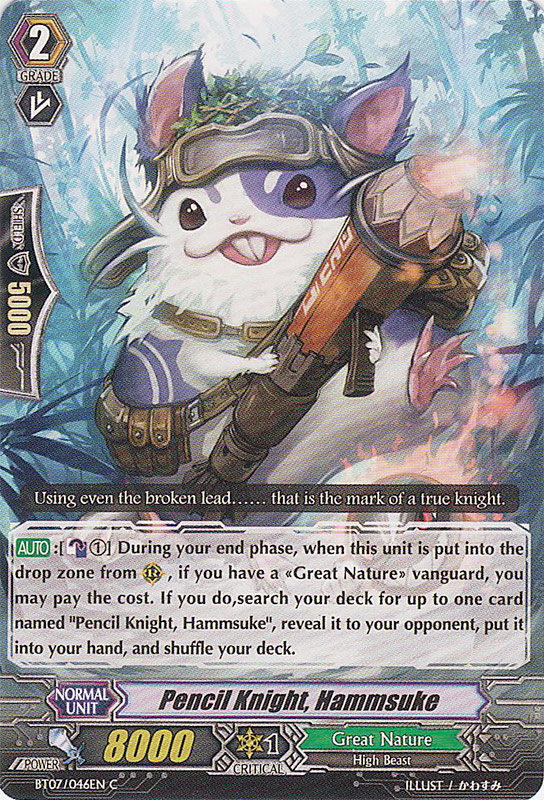 2
GRADE
SHIELD
5000
Using even the broken lead...... that is the mark of a true knight.
AUTO :[ ①] During your end phase, when this unit is put into the
drop zone from , if you have a «Great Nature» vanguard, you
may pay the cost. If you do,search your deck for up to one card
named "Pencil Knight, Hammsuke", reveal it to your opponent, put it
into your hand, and shuffle your deck.
NORMAL
UNIT
Pencil Knight, Hammsuke
POWER
8000
1
CRITICAL
Great Nature
High Beast
BT07/046EN C
ILLUST / かわすみ